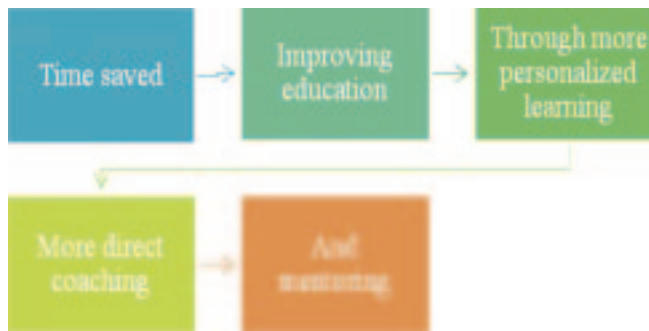 Time saved
Improving
education
Through more
personalized
learning
More direct
coaching
And
mentoring